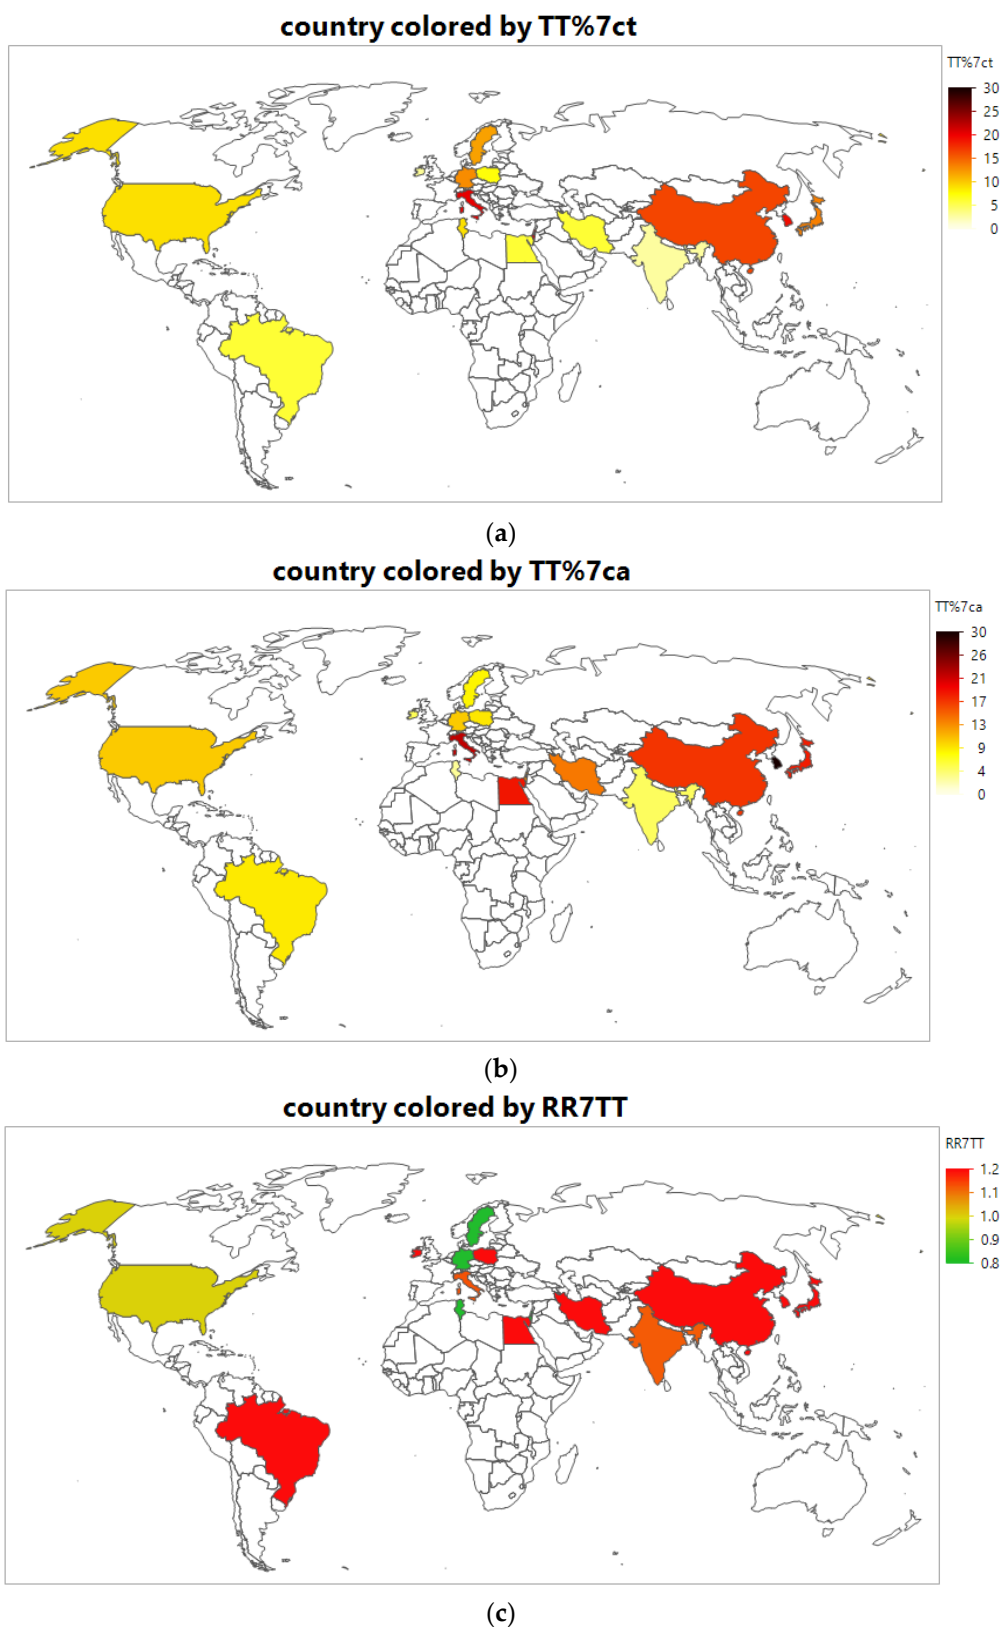 country colored by TT%7ct
TT%7ct
30
25
20
15
10
5
0
(a)
country colored by TT%7ca
TT%7ca
30
26
21
17
13
9
4
0
(b)
country colored by RR7TT
RR7TT
1.2
1.1
1.0
0.9
0.8
(c)